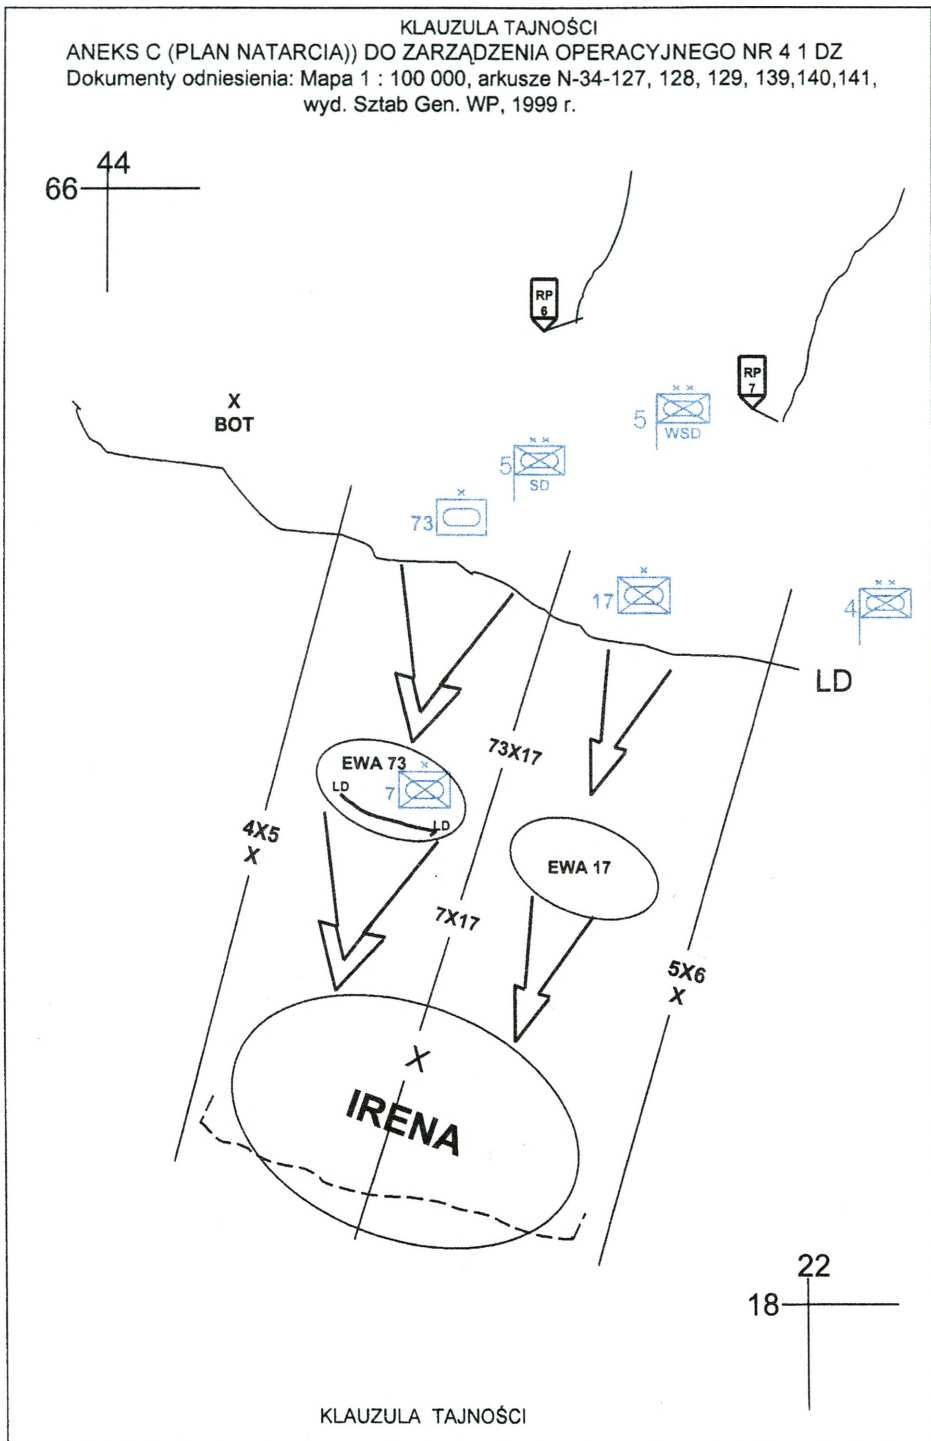 KLAUZULA TAJNOŚCI
ANEKS C (PLAN NATARCIA)) DO ZARZĄDZENIA OPERACYJNEGO NR 4 1 DZ
Dokumenty odniesienia: Mapa 1 : 100 000, arkusze N-34-127, 128, 129, 139,140,141,
wyd. Sztab Gen. WP, 1999 r.
44
66
RP
6
RP
7
X
BOT
x x
5
WSD
x x
5
SD
x
73
x
17
x x
4
LD
73X17
EWA 73
x
7
LD
LD
4X5
X
EWA 17
7X17
5X6
X
X
IRENA
22
18
KLAUZULA TAJNOŚCI